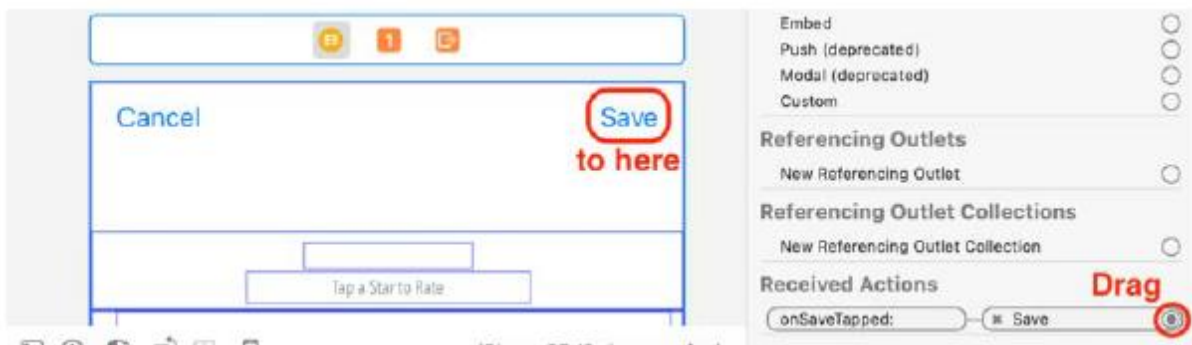 1
Cancel
Save
to here
Tap a Star to Rate
Embed
Push (deprecated)
Modal (deprecated)
Custom
Referencing Outlets
New Referencing Outlet
Referencing Outlet Collections
New Referencing Outlet Collection
Received Actions
Drag
onSaveTapped:
Save